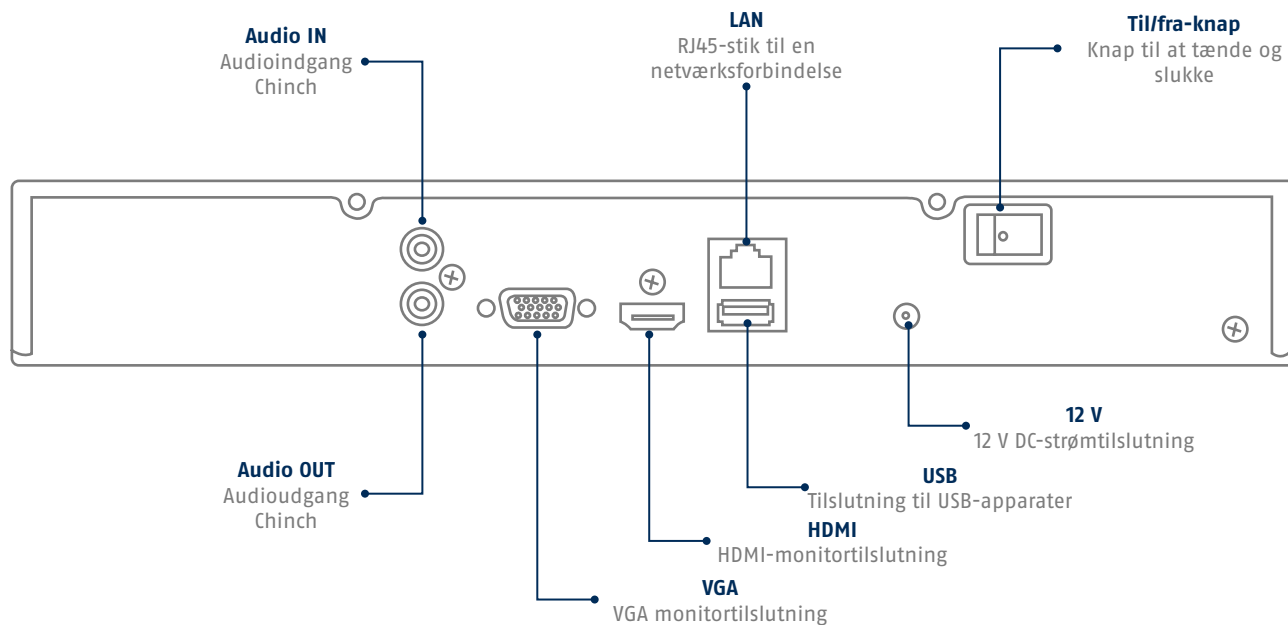 Audio IN
Audioindgang
Chinch
LAN
RJ45-stik til en
netværksforbindelse
Til/fra-knap
Knap til at tænde og
slukke
12 V
12 V DC-strømtilslutning
USB
Tilslutning til USB-apparater
HDMI
HDMI-monitortilslutning
VGA
VGA monitortilslutning
Audio OUT
Audioudgang
Chinch